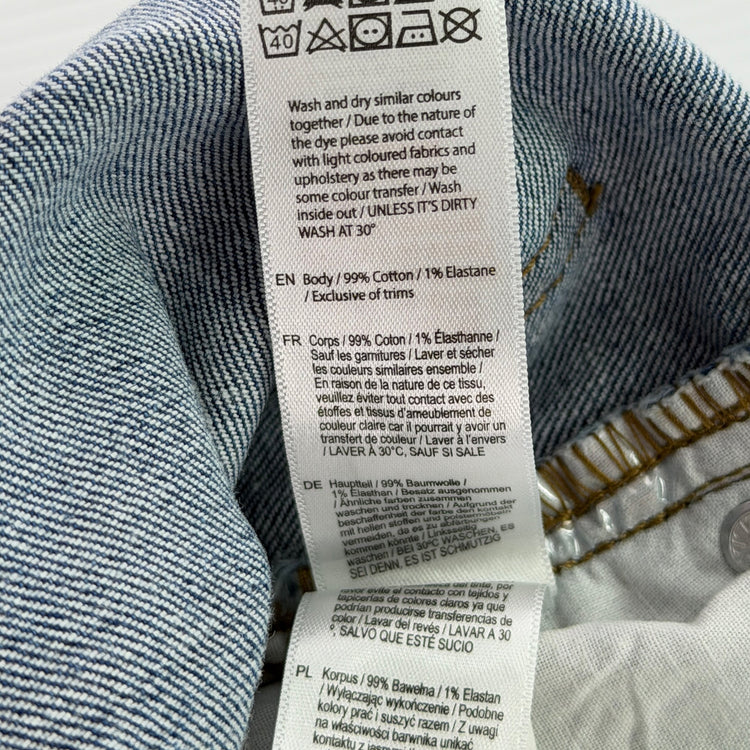 40
Wash and dry similar colours
together / Due to the nature of
the dye please avoid contact
with light coloured fabrics and
upholstery as there may be
some colour transfer / Wash
inside out / UNLESS IT'S DIRTY
WASH AT 30°
EN Body / 99% Cotton / 1% Elastane
/ Exclusive of trims
FR Corps / 99% Coton / 1% Élasthanne /
Sauf les garnitures / Laver et sécher
les couleurs similaires ensemble /
En raison de la nature de ce tissu,
veuillez éviter tout contact avec des
étoffes et tissus d'ameublement de
couleur claire car il pourrait y avoir un
transfert de couleur / Laver à l'envers
/ LAVER À 30°C, SAUF SI SALE
DE Hauptteil / 99% Baumwolle /
1% Elasthan / Besatz ausgenommen
/ Ähnliche farben zusammen
waschen und trocknen / Aufgrund der
beschaffenheit der farbe den kontakt
mit hellen stoffen und polstermöbeln
vermeiden, da es zu abfärbungen
kommen könnte / Linksseitig
waschen / BEI 30°C WASCHEN, ES
SEI DENN, ES IST SCHMUTZIG
favor evite el contacto con tejidos y
tapicerías de colores claros ya que
podrían producirse transferencias de
color / Lavar del revés / LAVAR A 30
°, SALVO QUE ESTÉ SUCIO
PL Korpus / 99% Bawełna / 1% Elastan
/ Wyłączając wykończenie / Podobne
kolory prać i suszyć razem / Z uwagi
na właściwości barwnika unikać
kontaktu z